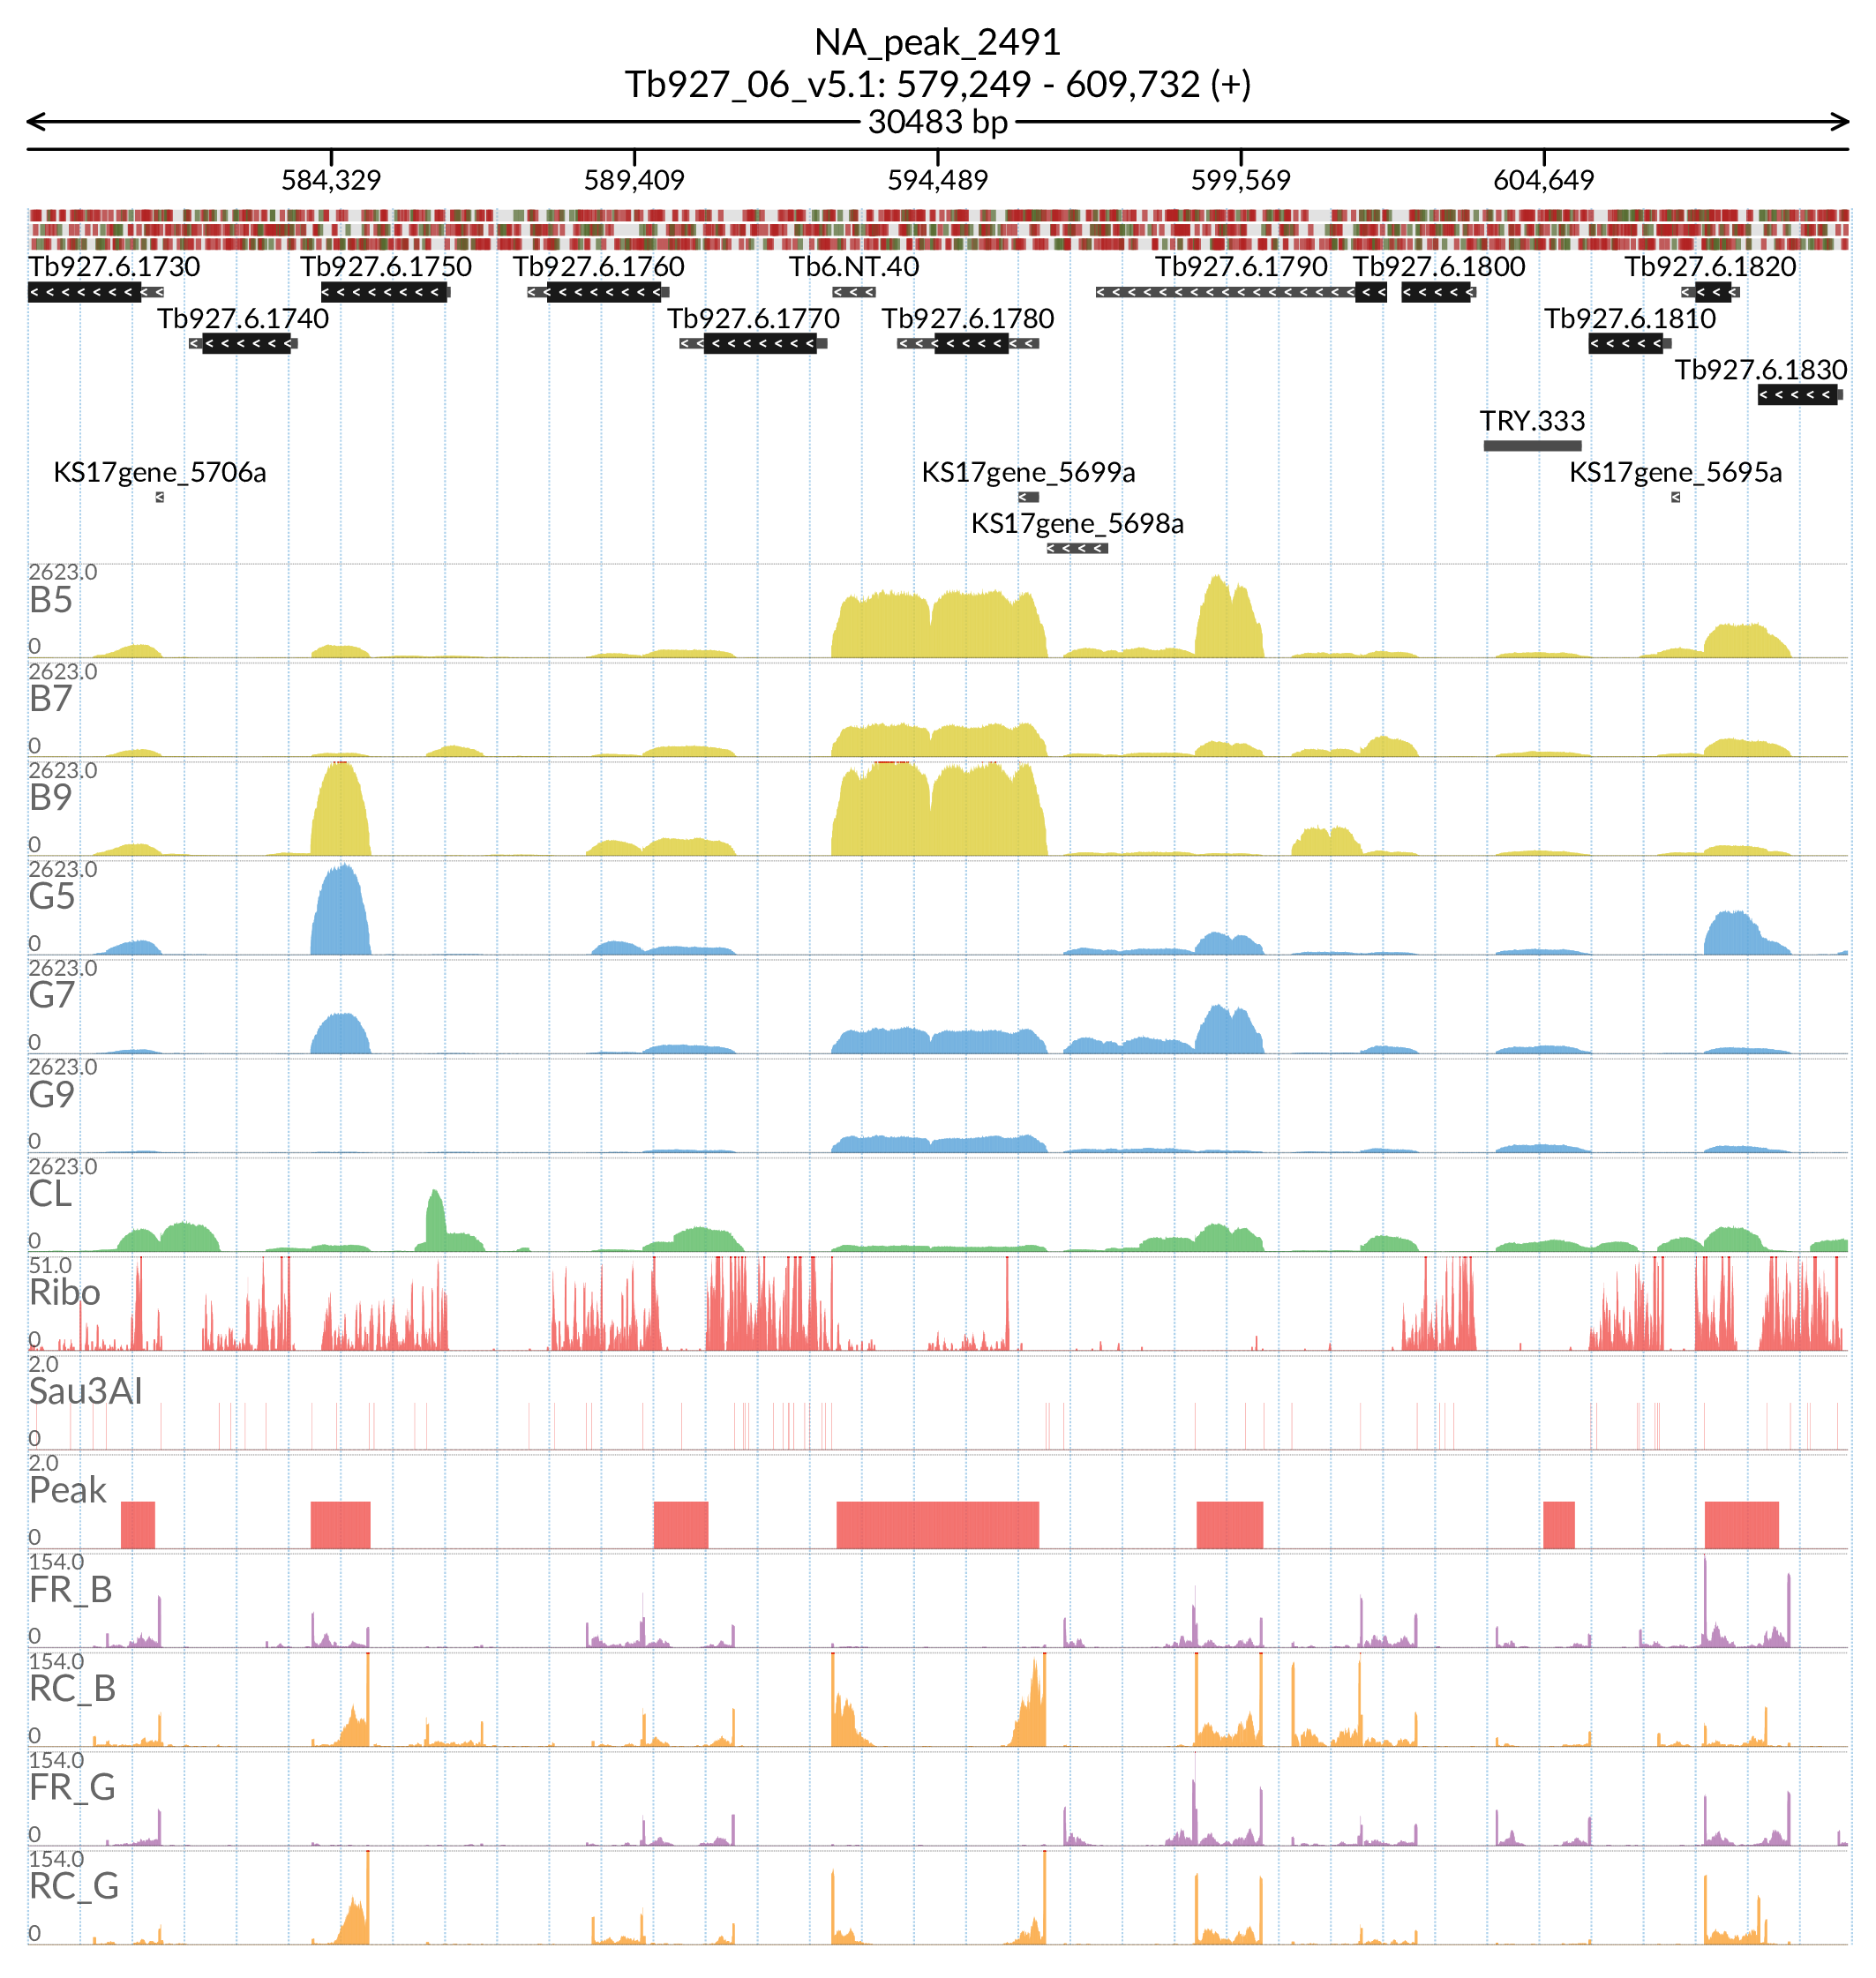 NA_peak_2491
Tb927_06_v5.1: 579,249 - 609,732 (+)
30483 bp
584,329 589,409 594,489 599,569 604,649
Tb927.6.1730 Tb927.6.1750 Tb927.6.1760 Tb6.NT.40 Tb927.6.1790 Tb927.6.1800 Tb927.6.1820
Tb927.6.1740 Tb927.6.1770 Tb927.6.1780 Tb927.6.1810
Tb927.6.1830
TRY.333
KS17gene_5706a KS17gene_5699a KS17gene_5695a
KS17gene_5698a
2623.0
B5
0
2623.0
B7
0
2623.0
B9
0
2623.0
G5
0
2623.0
G7
0
2623.0
G9
0
2623.0
CL
0
51.0
Ribo
0
2.0
Sau3AI
0
2.0
Peak
0
154.0
FR_B
0
154.0
RC_B
0
154.0
FR_G
0
154.0
RC_G
0